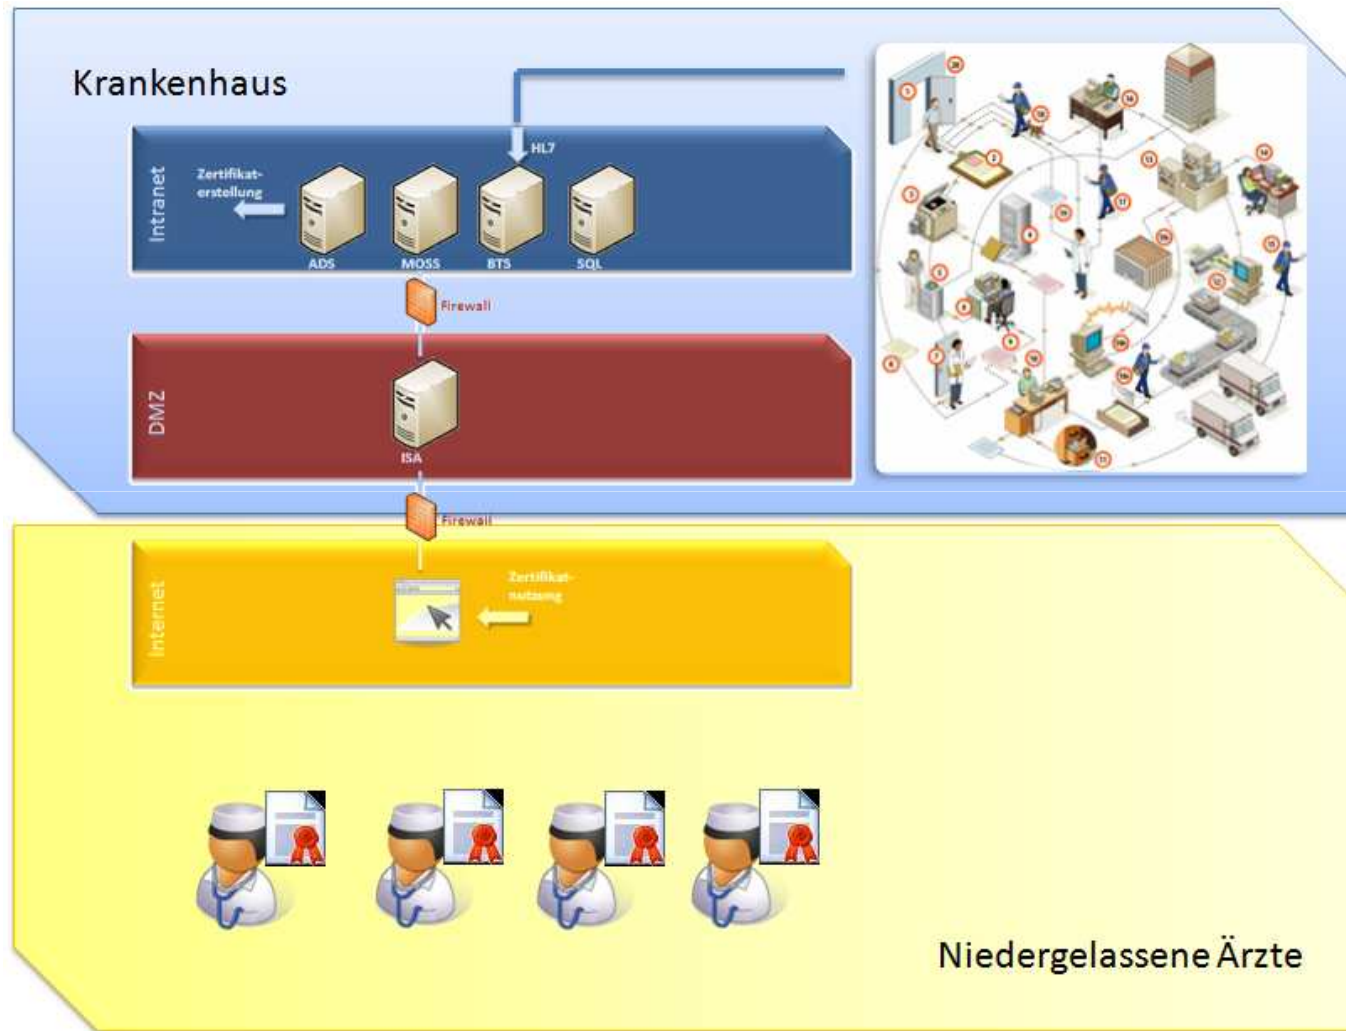 Krankenhaus
HL7
Zertifikat-
erstellung
Intranet
ADS
MOSS
BTS
SQL
Firewall
DMZ
ISA
Firewall
Internet
Zertifikat-
nutzung
Niedergelassene Ärzte